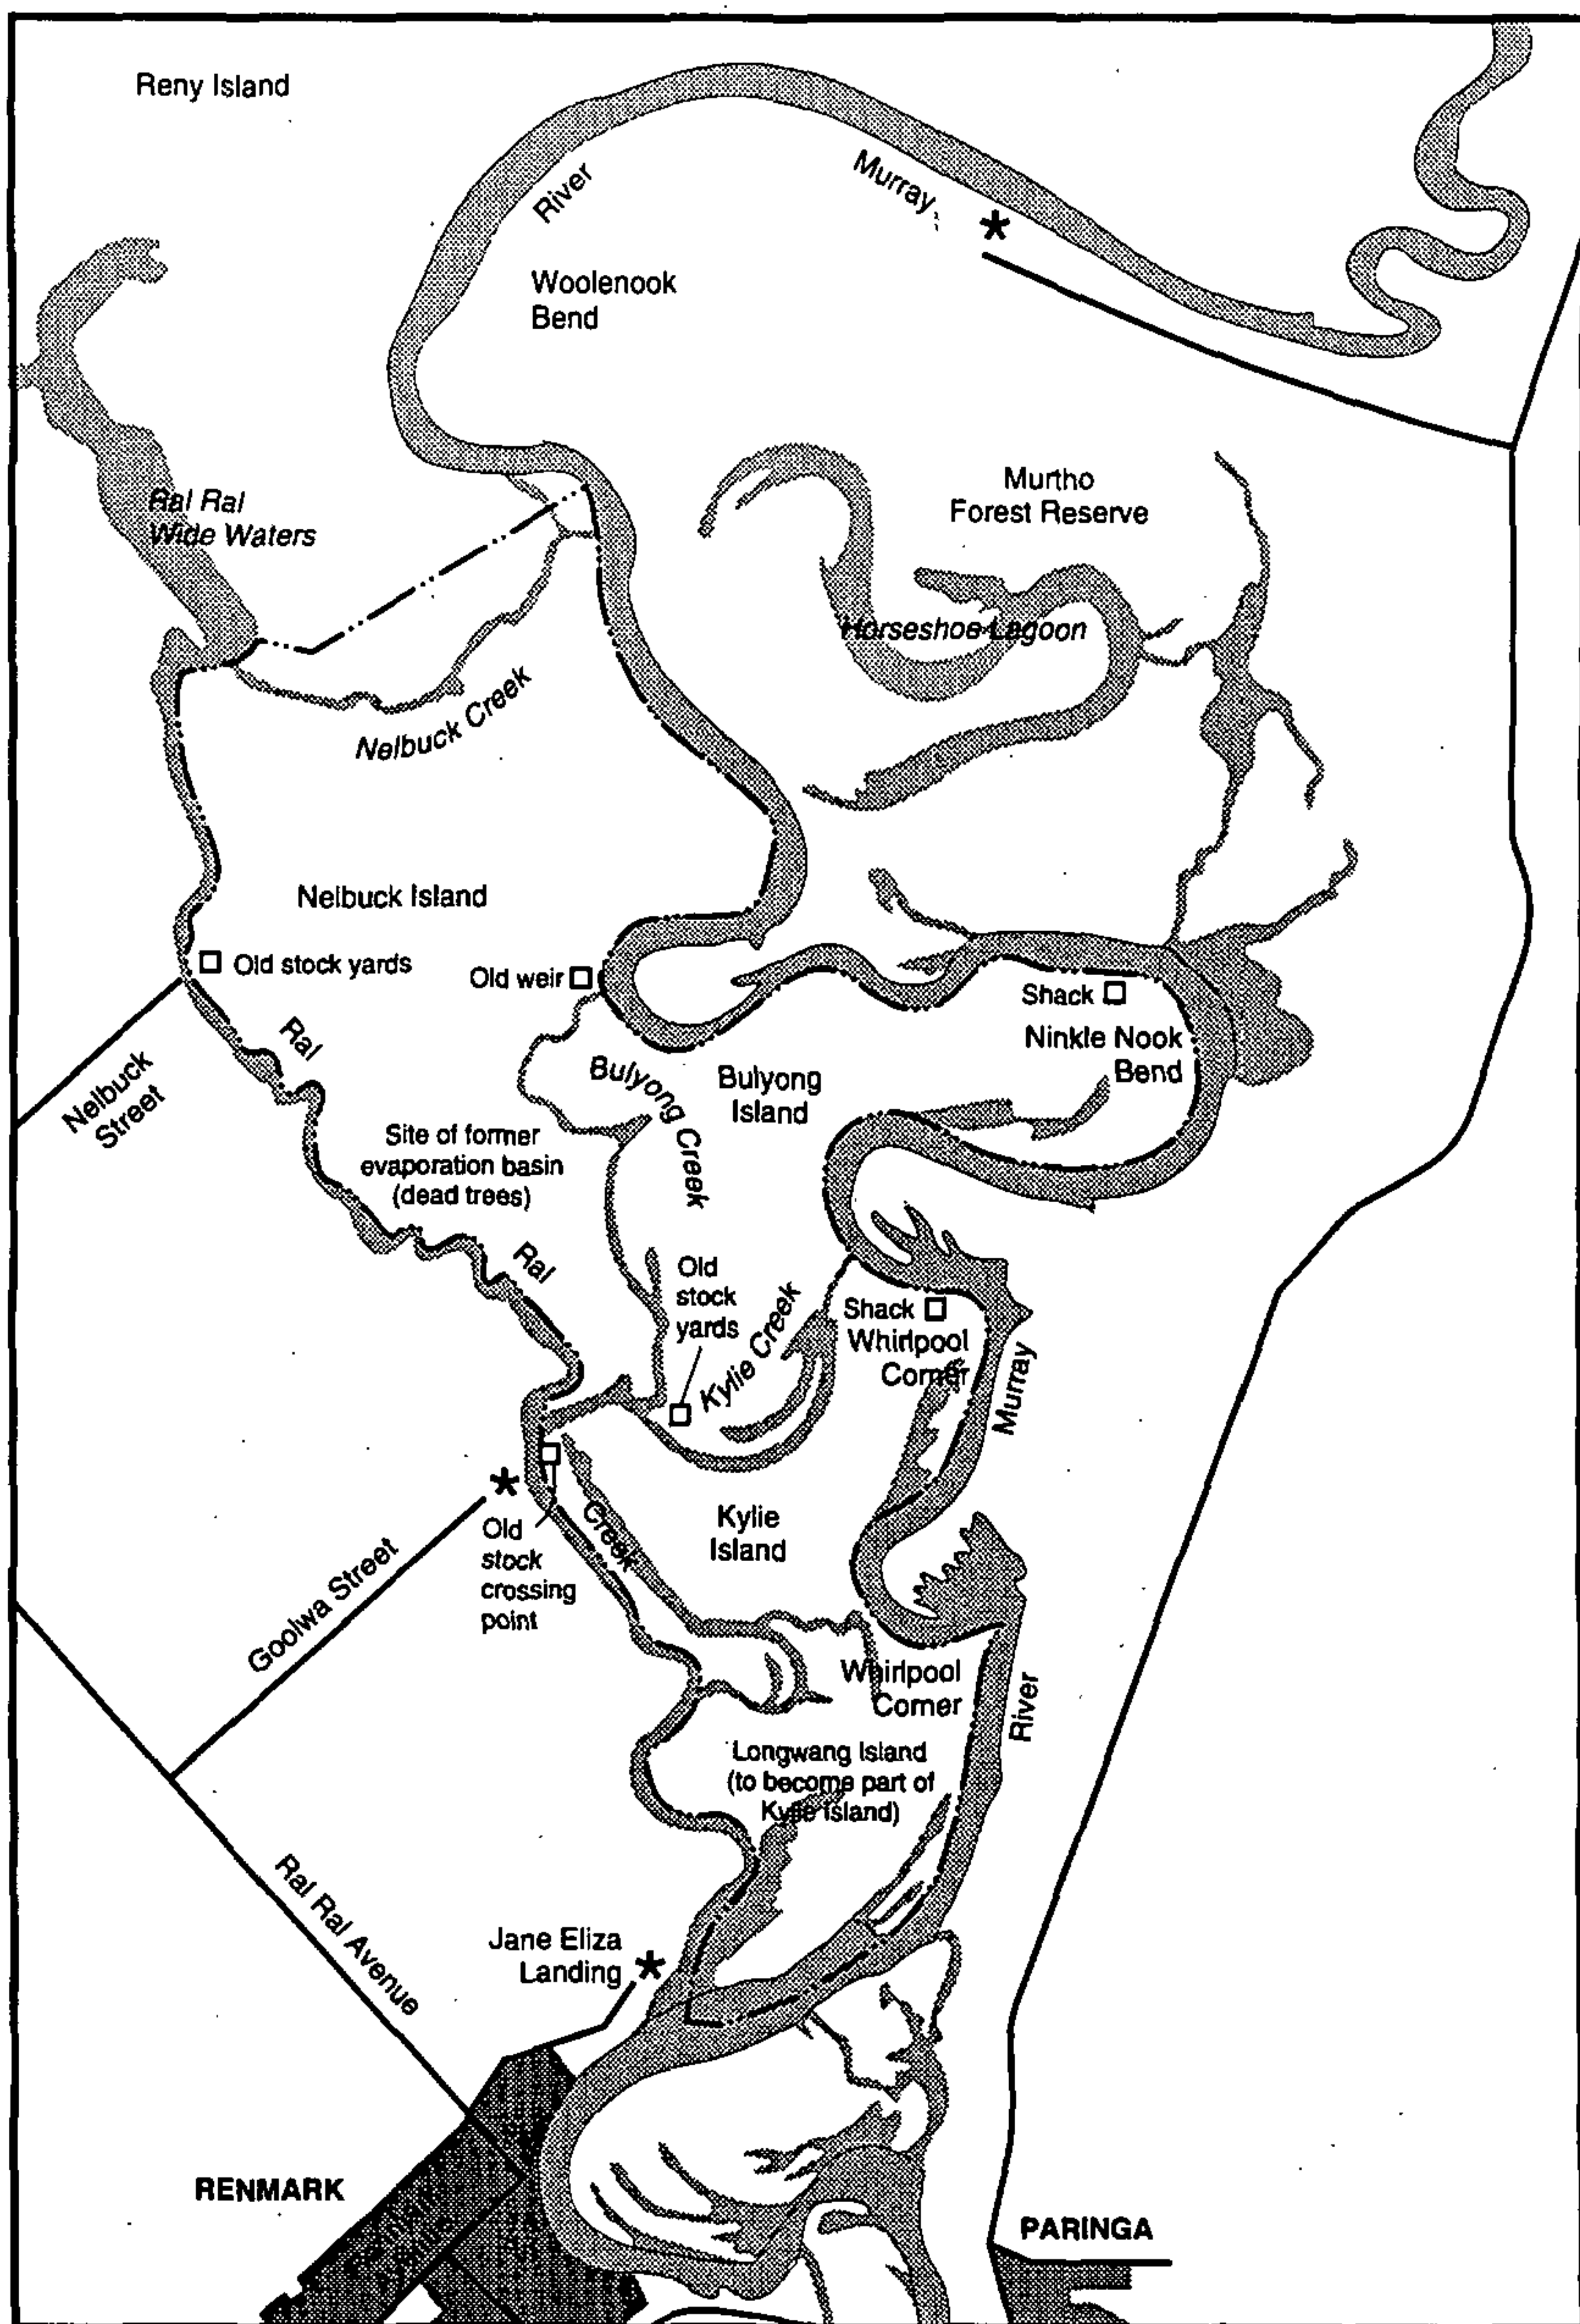 Reny Island
River
Murray
Woolenook
Bend
Ral Ral
Wide Waters
Murtho
Forest Reserve
Horseshoe Lagoon
Nelbuck Creek
Nelbuck Island
Old stock yards
Old weir
Shack
Ninkle Nook
Bend
Ral
Nelbuck
Street
Bulyong Creek
Bulyong
Island
Site of former
evaporation basin
(dead trees)
Ral
Old
stock
yards
Kylie Creek
Shack
Whirlpool
Corner
Murray
Creek
Old
stock
crossing
point
Kylie
Island
Goolwa Street
Whirlpool
Corner
River
Longwang Island
(to become part of
Kylie Island)
Ral Ral Avenue
Jane Eliza
Landing
RENMARK
PARINGA